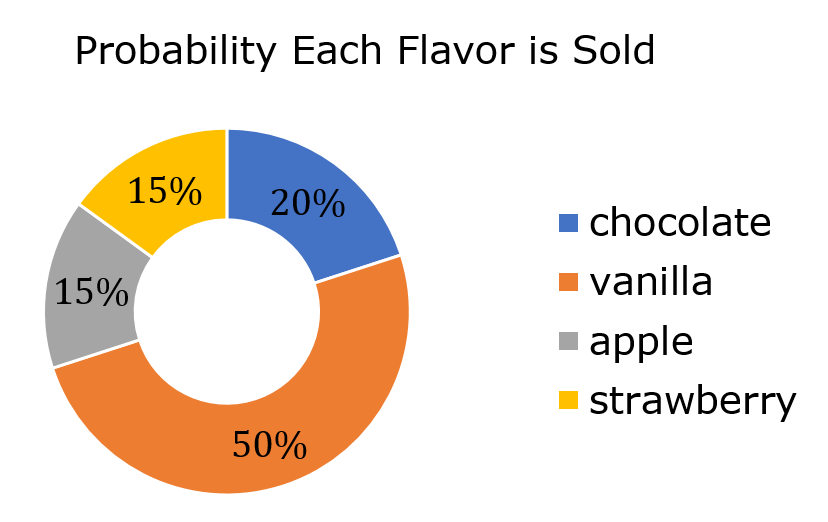 Probability Each Flavor is Sold
15%
20%
15%
50%
chocolate
vanilla
apple
strawberry